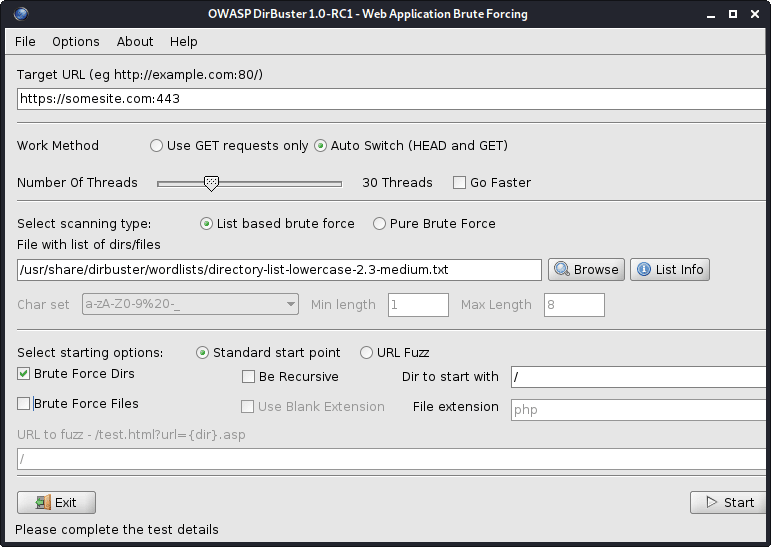 OWASP DirBuster 1.0-RC1 - Web Application Brute Forcing
File Options About Help
Target URL (eg http://example.com:80/)
https://somesite.com:443
Work Method Use GET requests only Auto Switch (HEAD and GET)
Number Of Threads 30 Threads Go Faster
Select scanning type: List based brute force Pure Brute Force
File with list of dirs/files
/usr/share/dirbuster/wordlists/directory-list-lowercase-2.3-medium.txt Browse List Info
Char set a-zA-Z0-9%20-_ Min length 1 Max Length 8
Select starting options: Standard start point URL Fuzz
Brute Force Dirs Be Recursive Dir to start with /
Brute Force Files Use Blank Extension File extension php
URL to fuzz - /test.html?url={dir}.asp
/
Exit Start
Please complete the test details